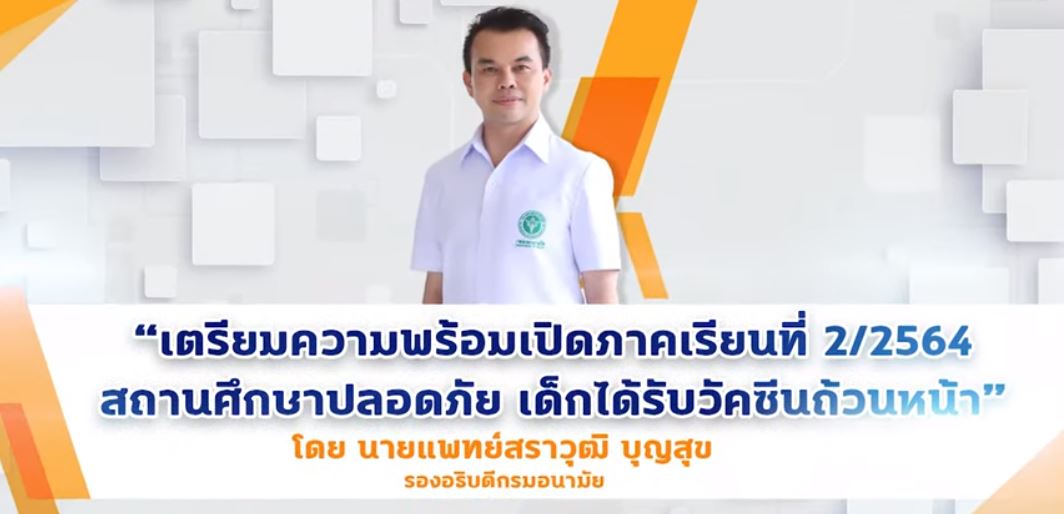 “เตรียมความพร้อมเปิดภาคเรียนที่ 2/2564
สถานศึกษาปลอดภัย เด็กได้รับวัคซีนถ้วนหน้า”
โดย นายแพทย์สราวุฒิ บุญสุข
รองอธิบดีกรมอนามัย